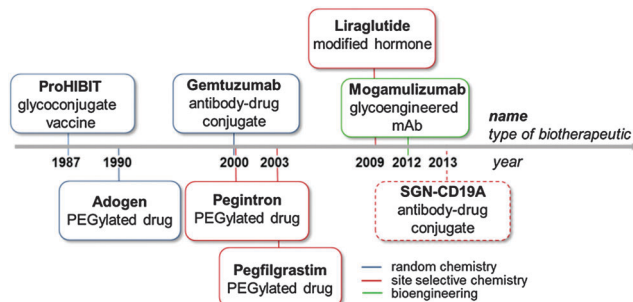 Liraglutide
modified hormone
ProHIBIT
glycoconjugate
vaccine
Gemtuzumab
antibody-drug
conjugate
Mogamulizumab
glycoengineered
mAb
name
type of biotherapeutic
1987
1990
2000
2003
2009
2012
2013
year
Adogen
PEGylated drug
Pegintron
PEGylated drug
SGN-CD19A
antibody-drug
conjugate
Pegfilgrastim
PEGylated drug
random chemistry
site selective chemistry
bioengineering